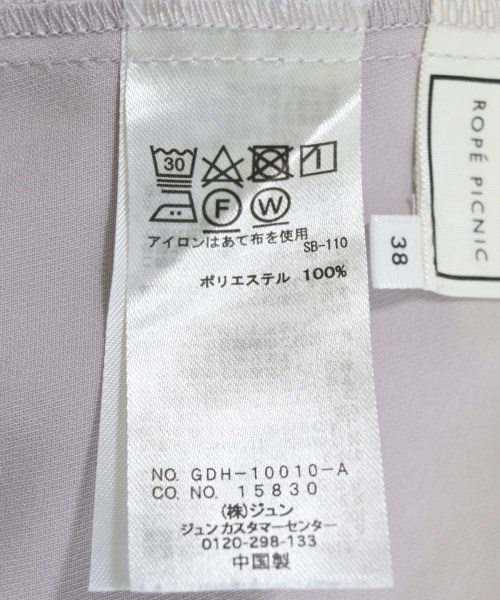 30
F W
アイロンはあて布を使用
SB-110
ポリエステル 100%
NO. GDH-10010-A
CO. NO. 15830
(株)ジュン
ジュンカスタマーセンター
0120-298-133
中国製
38
ROPÉ PICNIC